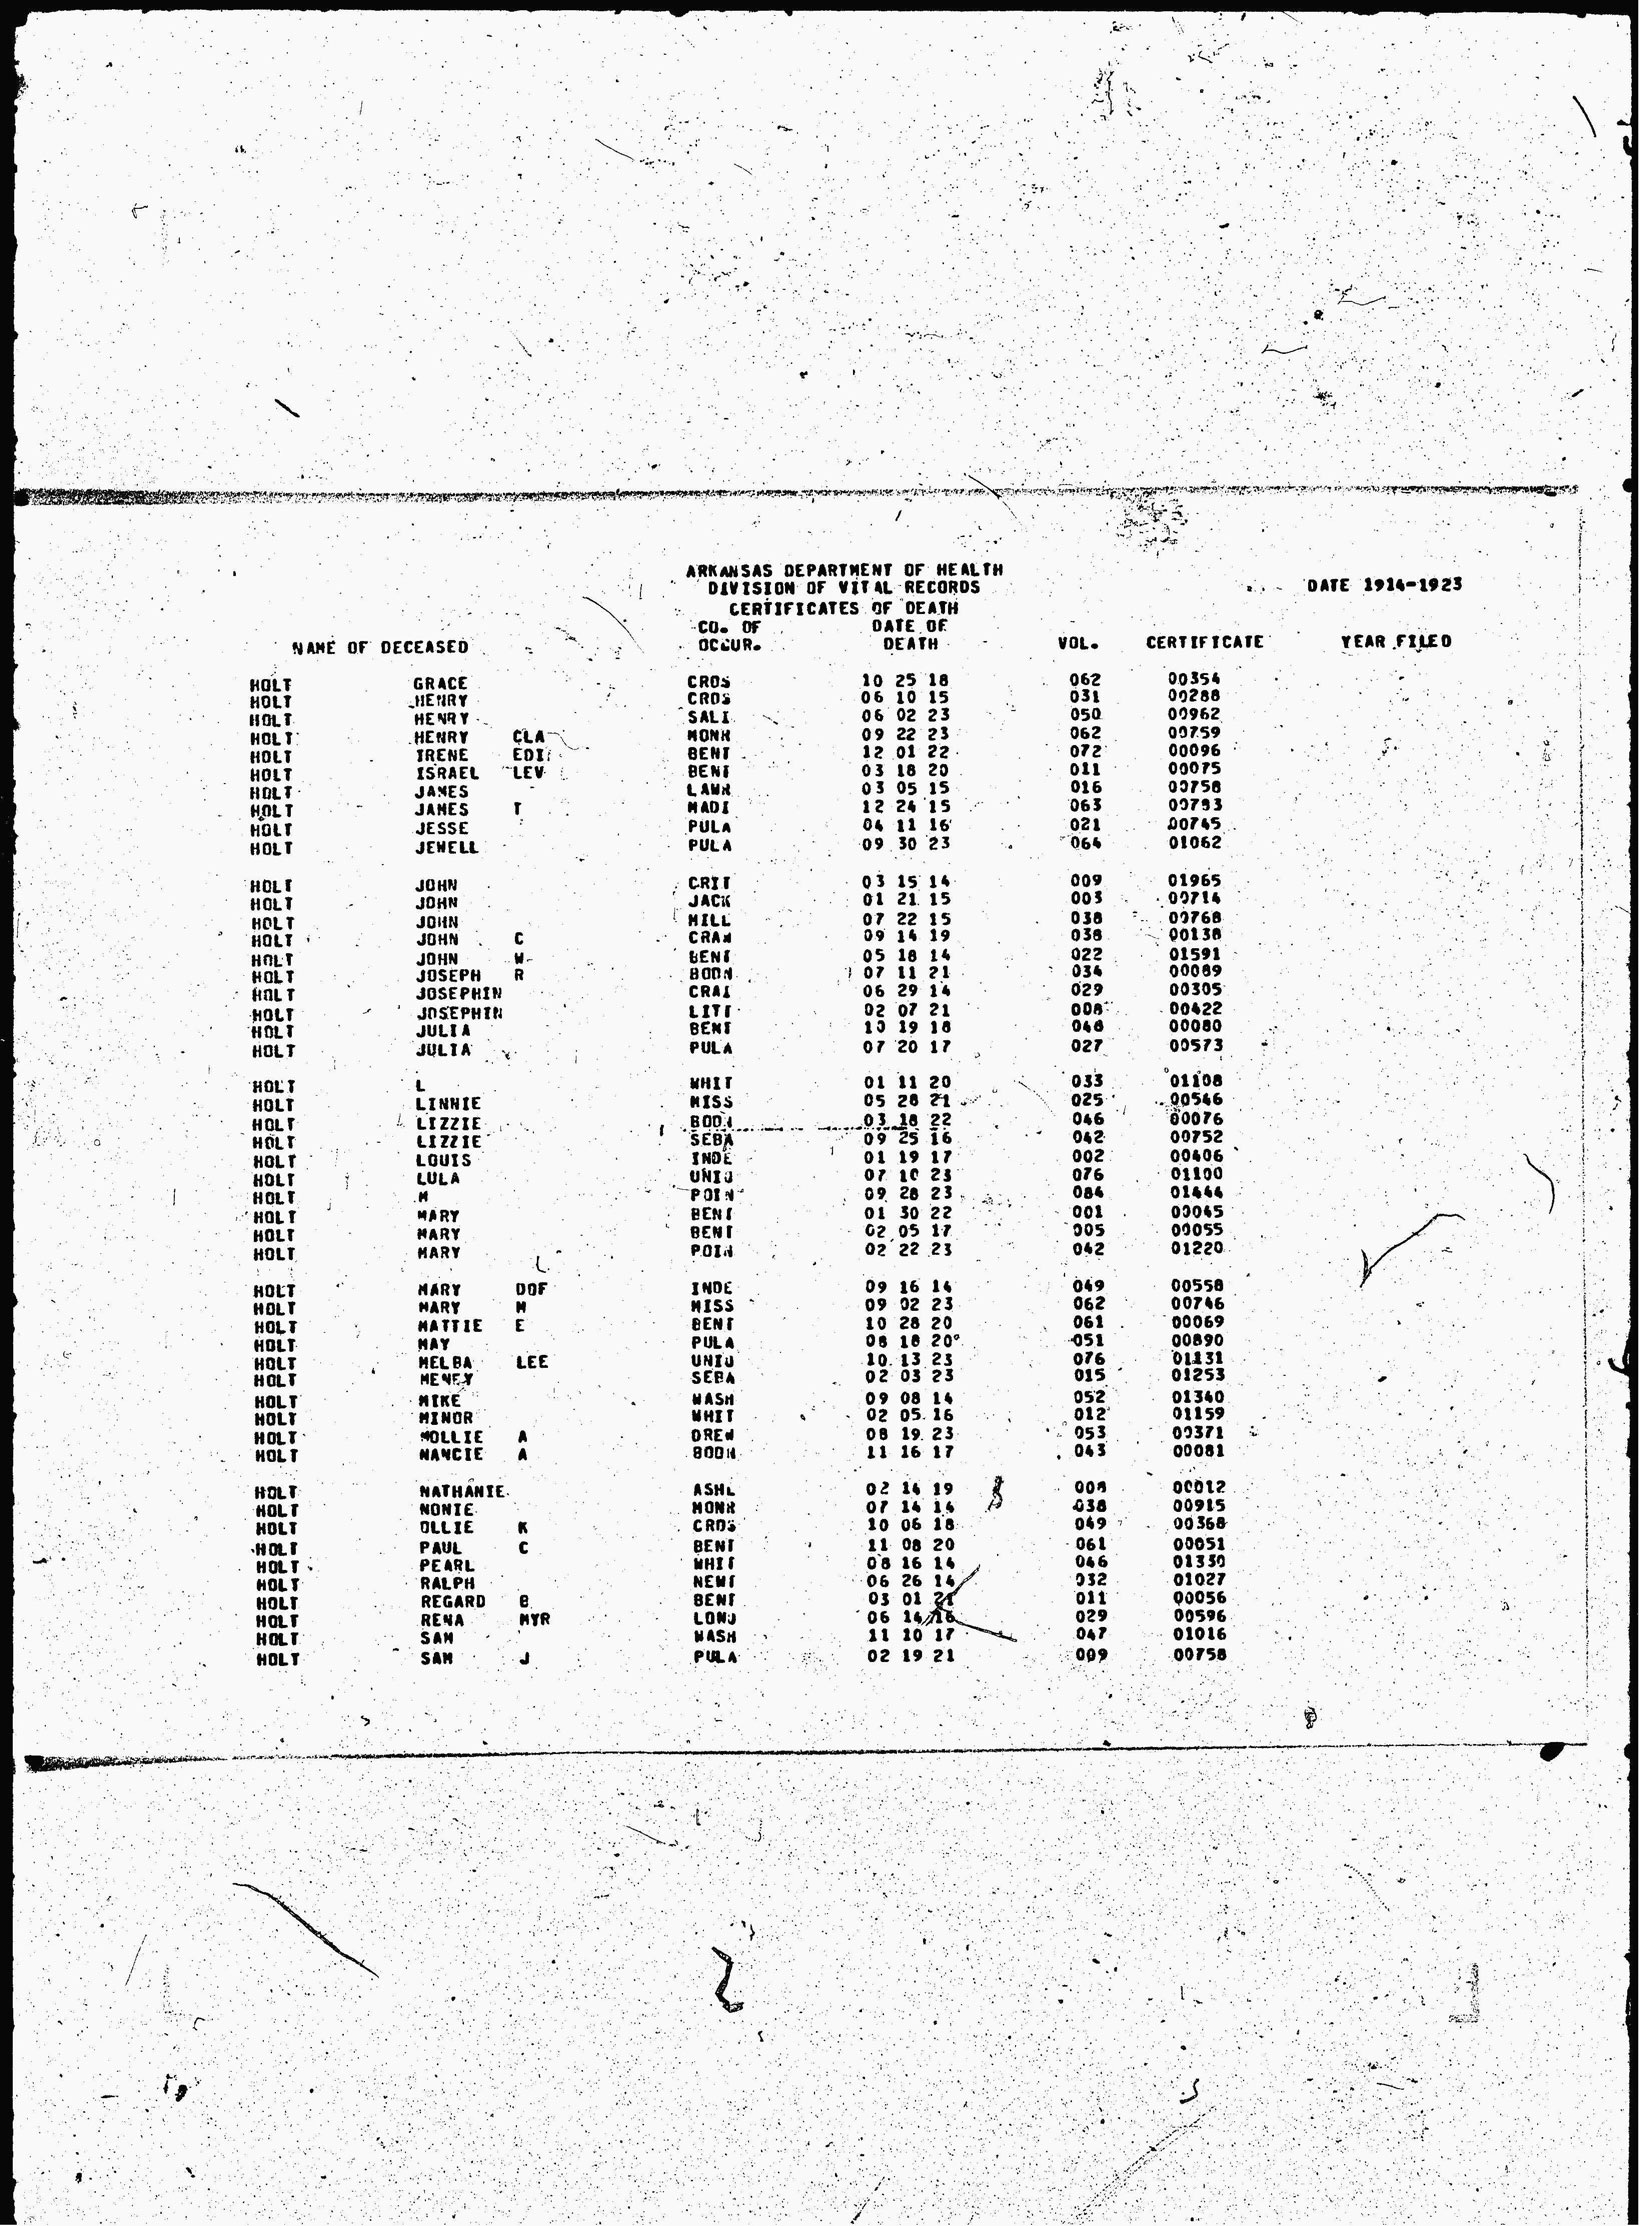 ARKANSAS DEPARTMENT OF HEALTH
DIVISION OF VITAL RECORDS DATE 1914-1923
CERTIFICATES OF DEATH
CO. OF DATE OF
NAME OF DECEASED OCCUR. DEATH VOL. CERTIFICATE YEAR FILED
HOLT GRACE CROS 10 25 18 062 00354
HOLT HENRY CROS 06 10 15 031 00288
HOLT HENRY SALI 06 02 23 050 00962
HOLT HENRY CLA MONR 09 22 23 062 00759
HOLT IRENE EDI BENT 12 01 22 072 00096
HOLT ISRAEL LEV BENT 03 18 20 011 00075
HOLT JAMES LAWR 03 05 15 016 00758
HOLT JAMES T MADI 12 24 15 063 00793
HOLT JESSE PULA 04 11 16 021 00745
HOLT JEWELL PULA 09 30 23 064 01062
HOLT JOHN CRIT 03 15 14 009 01965
HOLT JOHN JACK 01 21 15 003 00714
HOLT JOHN MILL 07 22 15 038 00768
HOLT JOHN C CRAW 09 14 19 038 00138
HOLT JOHN W BENT 05 18 14 022 01591
HOLT JOSEPH R BOON 07 11 21 034 00089
HOLT JOSEPHIN CRAI 06 29 14 029 00305
HOLT JOSEPHIN LITT 02 07 21 008 00422
HOLT JULIA BENT 10 19 18 048 00080
HOLT JULIA PULA 07 20 17 027 00573
HOLT L WHIT 01 11 20 033 01108
HOLT LINNIE MISS 05 28 21 025 00546
HOLT LIZZIE BOON 03 18 22 046 00076
HOLT LIZZIE SEBA 09 25 16 042 00752
HOLT LOUIS INDE 01 19 17 002 00406
HOLT LULA UNIO 07 10 23 076 01100
HOLT M POIN 09 28 23 084 01444
HOLT MARY BENT 01 30 22 001 00045
HOLT MARY BENT 02 05 17 005 00055
HOLT MARY POIN 02 22 23 042 01220
HOLT MARY DOF INDE 09 16 14 049 00558
HOLT MARY M MISS 09 02 23 062 00746
HOLT MATTIE E BENT 10 28 20 061 00069
HOLT MAY PULA 08 18 20 051 00890
HOLT MELBA LEE UNIO 10 13 23 076 01131
HOLT MENEY SEBA 02 03 23 015 01253
HOLT MIKE WASH 09 08 14 052 01340
HOLT MINOR WHIT 02 05 16 012 01159
HOLT MOLLIE A DREW 08 19 23 053 00371
HOLT NANCIE A BOON 11 16 17 043 00081
HOLT NATHANIE ASHL 02 14 19 008 00012
HOLT NONIE MONR 07 14 14 038 00915
HOLT OLLIE K CROS 10 06 18 049 00368
HOLT PAUL C BENT 11 08 20 061 00051
HOLT PEARL WHIT 08 16 14 046 01330
HOLT RALPH NEWT 06 26 14 032 01027
HOLT REGARD B BENT 03 01 21 011 00056
HOLT RENA MYR LONO 06 14 16 029 00596
HOLT SAM WASH 11 10 17 047 01016
HOLT SAM J PULA 02 19 21 009 00758